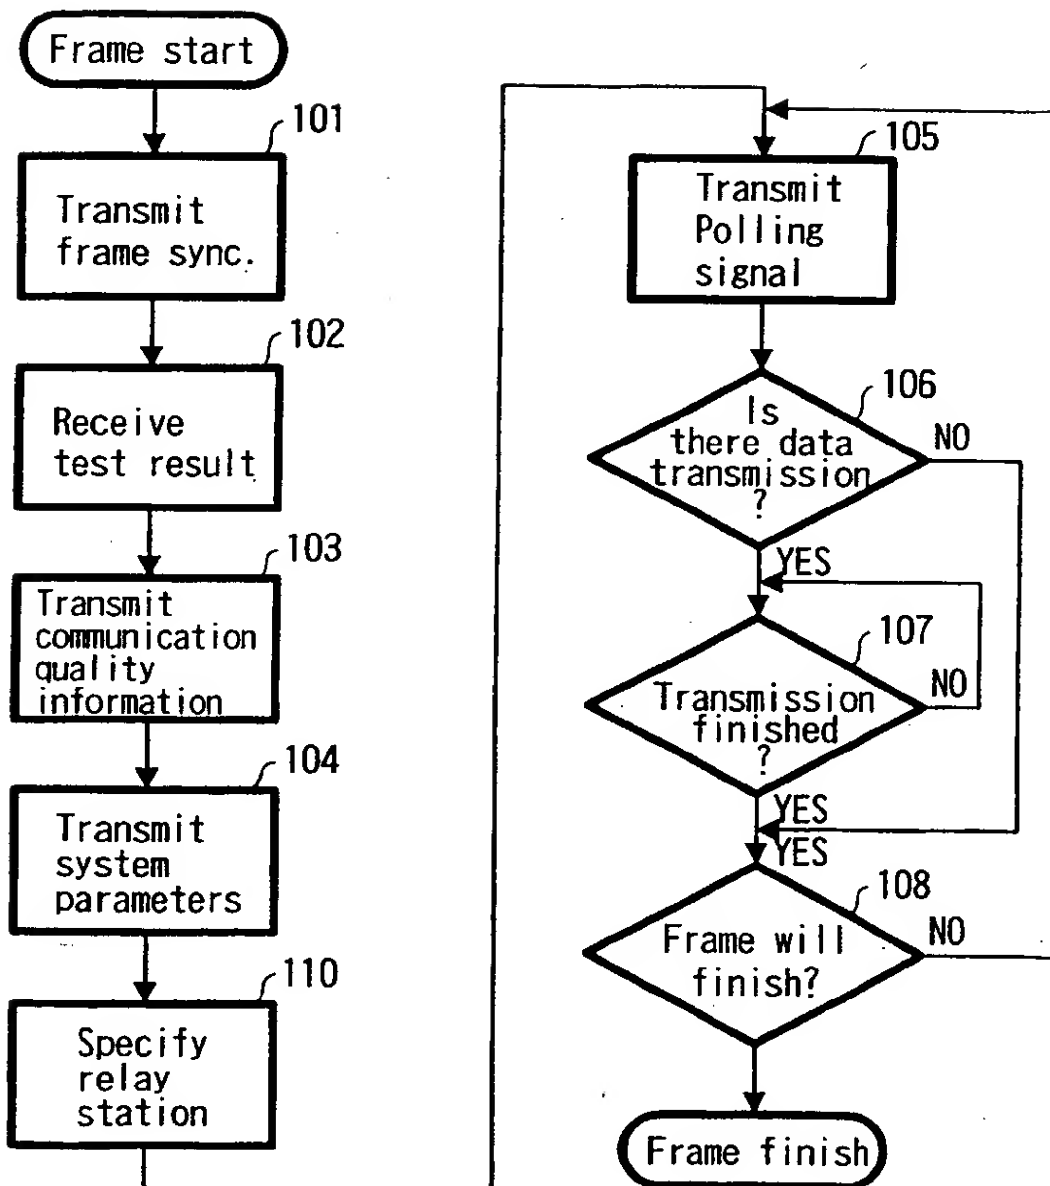 Frame start
101
Transmit
frame sync.
102
Receive
test result
103
Transmit
communication
quality
information
104
Transmit
system
parameters
110
Specify
relay
station
105
Transmit
Polling
signal
106
Is
there data
transmission
?
NO
YES
107
Transmission
finished
?
NO
YES
YES
108
Frame will
finish?
NO
Frame finish